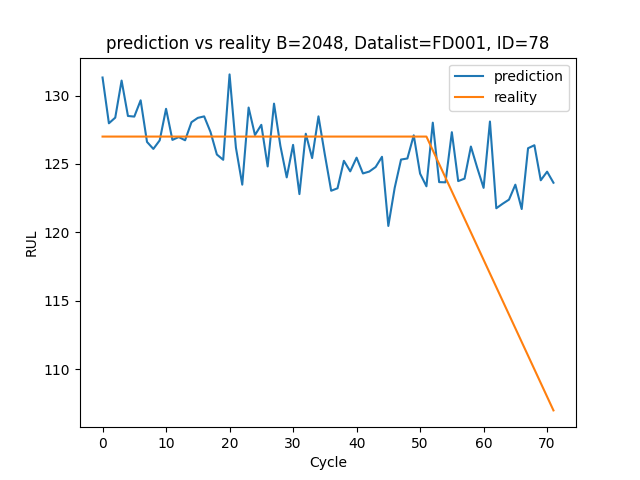 prediction vs reality B=2048, Datalist=FD001, ID=78
prediction
reality
130
125
120
115
110
RUL
0 10 20 30 40 50 60 70
Cycle